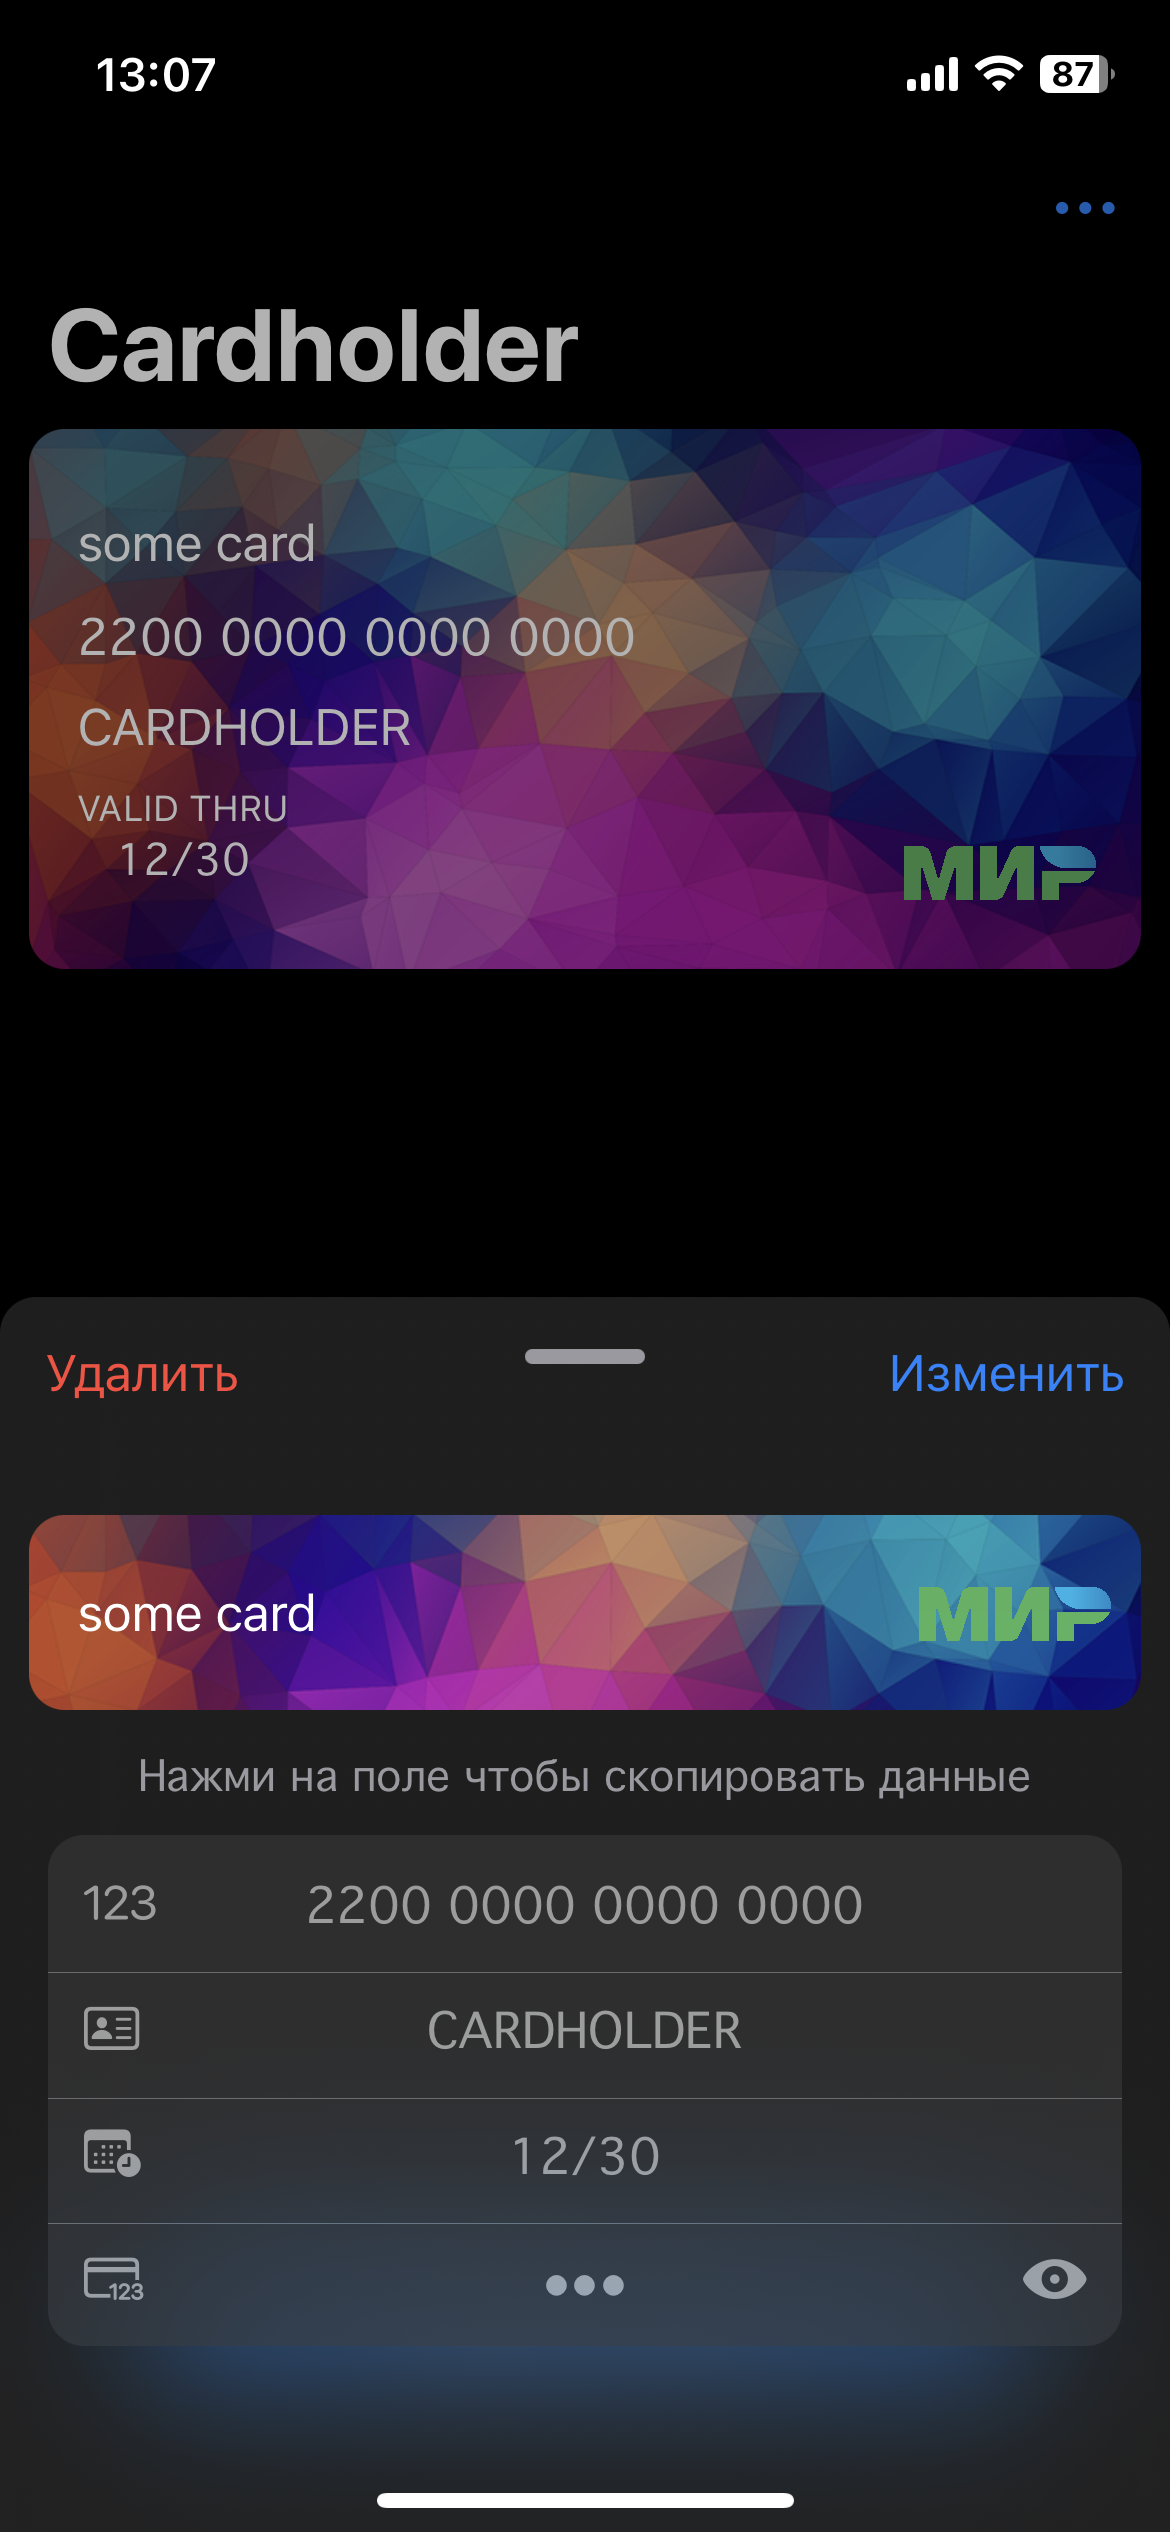 13:07
87
Cardholder
some card
2200 0000 0000 0000
CARDHOLDER
VALID THRU
12/30
МИР
Удалить
Изменить
some card
МИР
Нажми на поле чтобы скопировать данные
123
2200 0000 0000 0000
CARDHOLDER
12/30
123